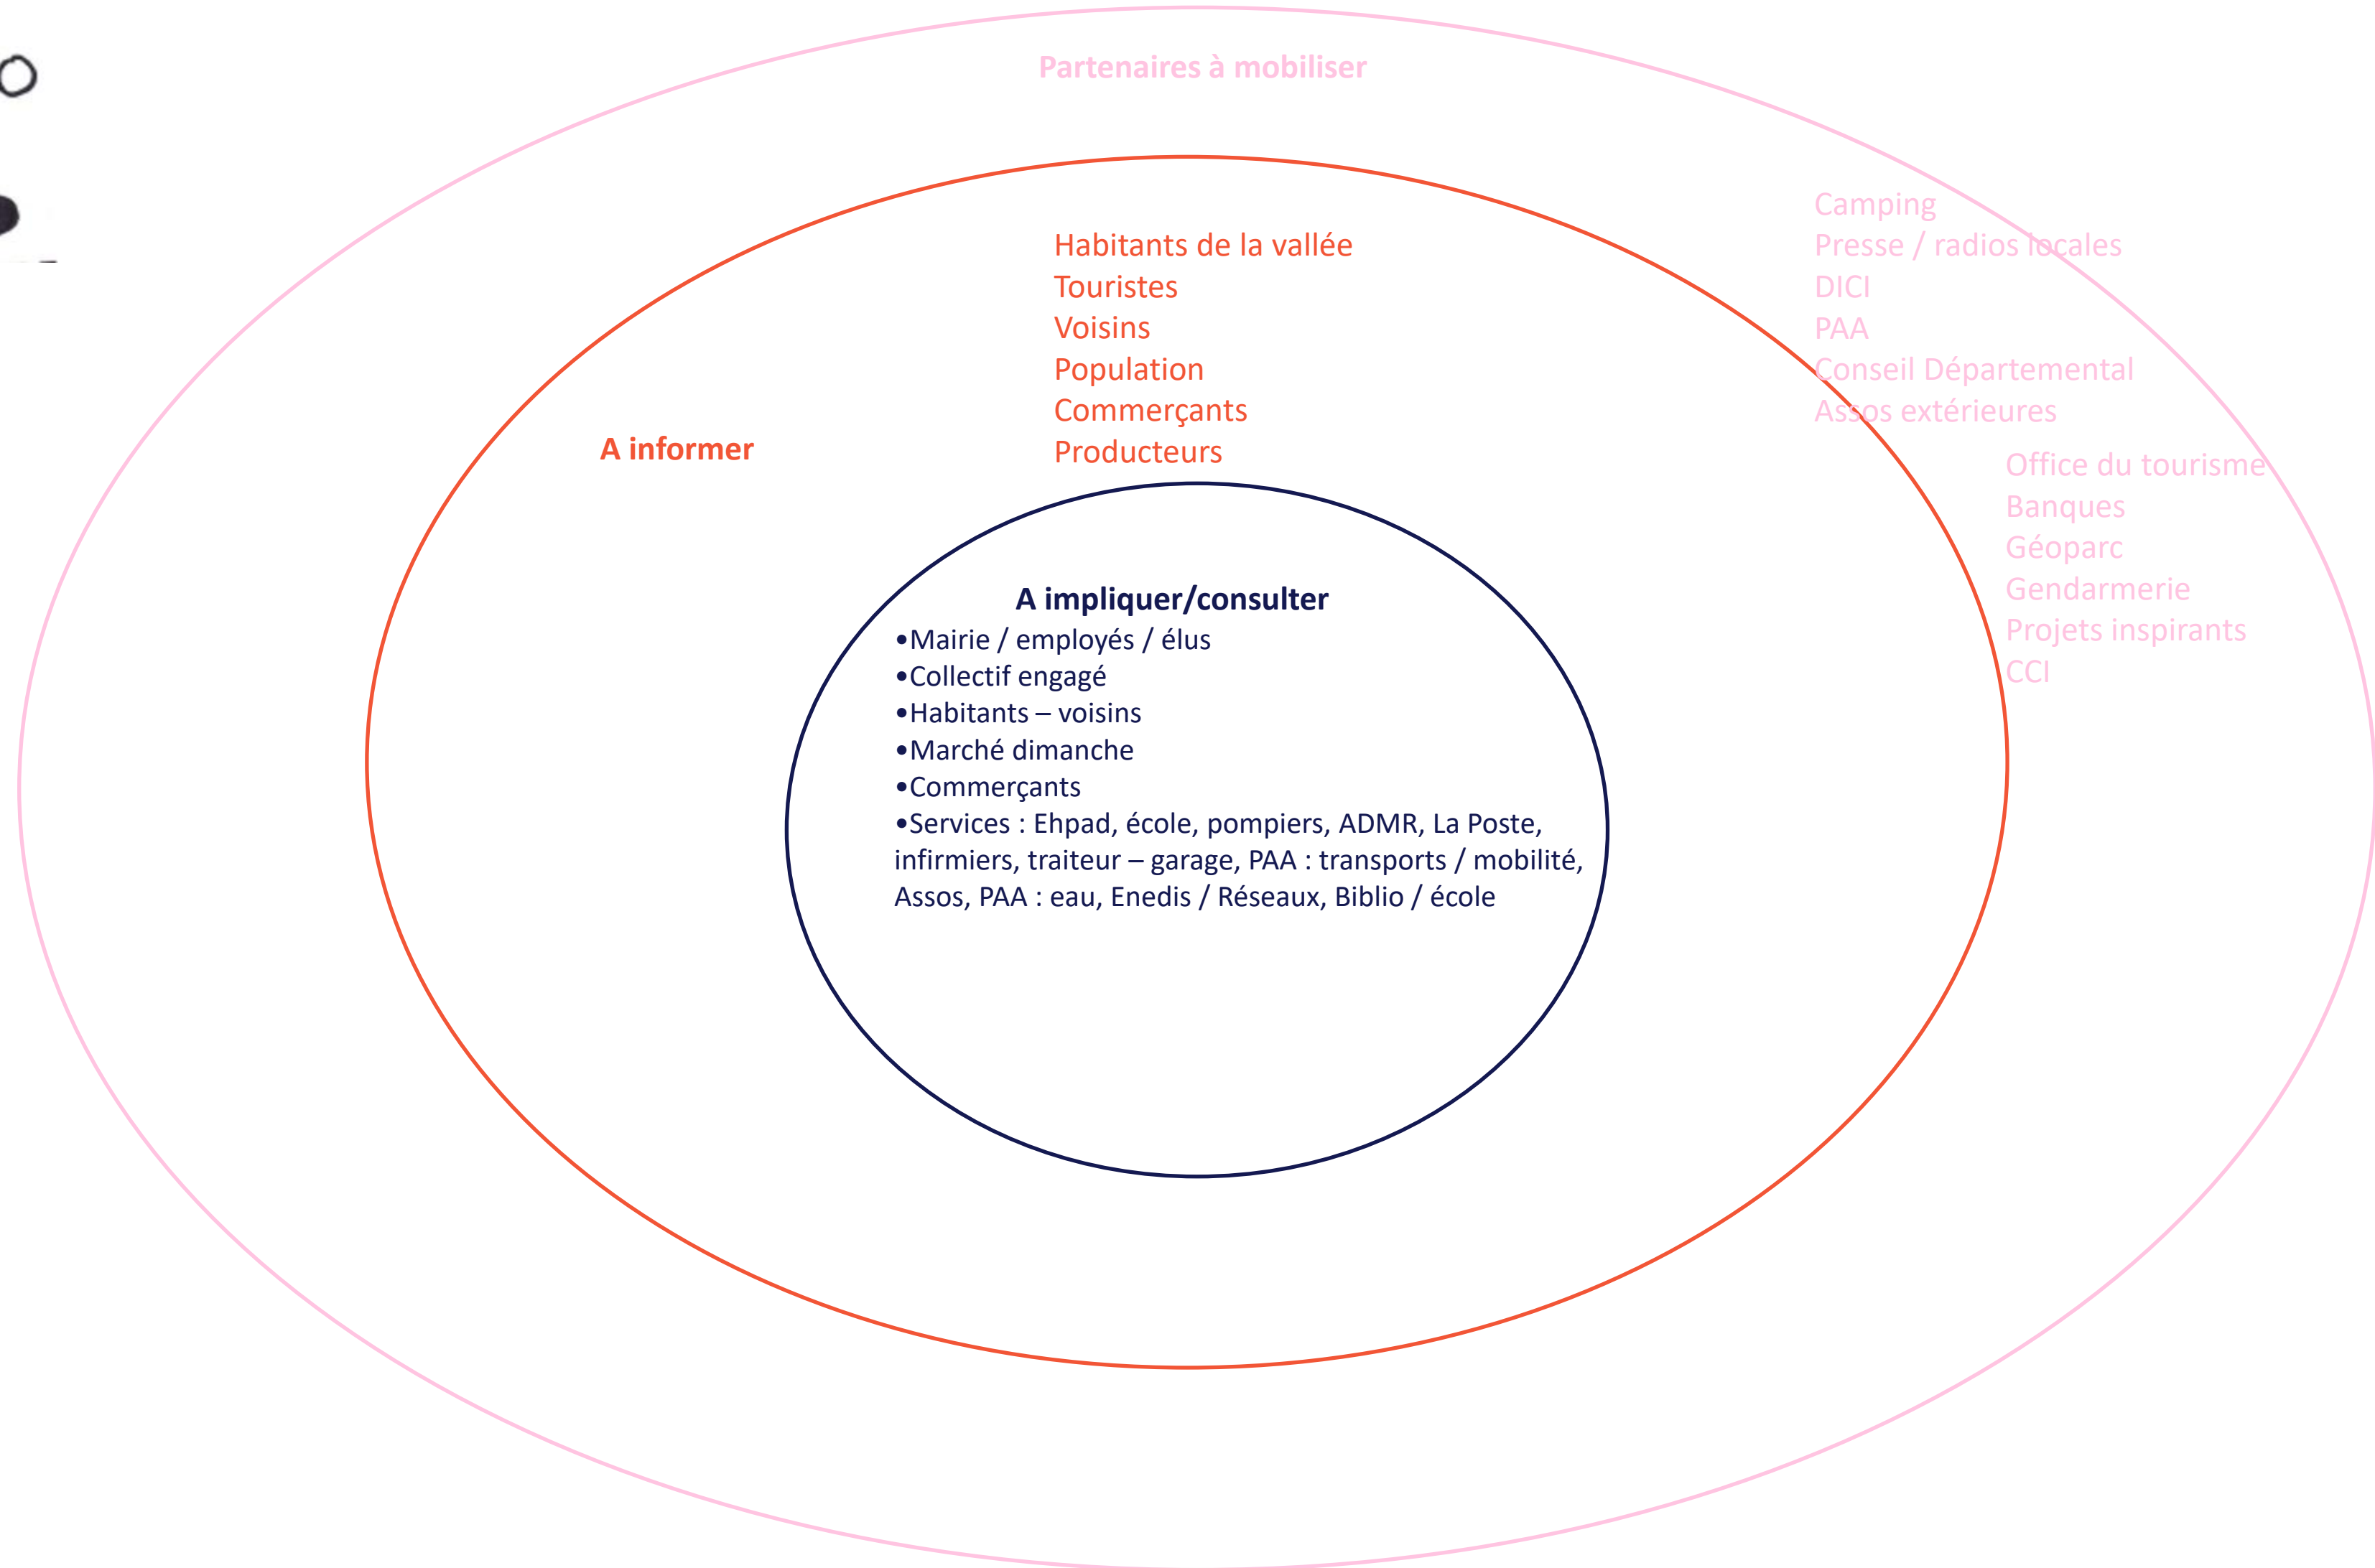 Partenaires à mobiliser
Camping
Presse / radios locales
DICI
PAA
Conseil Départemental
Assos extérieures
Office du tourisme
Banques
Géoparc
Gendarmerie
Projets inspirants
CCI
Habitants de la vallée
Touristes
Voisins
Population
Commerçants
Producteurs
A informer
A impliquer/consulter
•Mairie / employés / élus
•Collectif engagé
•Habitants – voisins
•Marché dimanche
•Commerçants
•Services : Ehpad, école, pompiers, ADMR, La Poste,
infirmiers, traiteur – garage, PAA : transports / mobilité,
Assos, PAA : eau, Enedis / Réseaux, Biblio / école